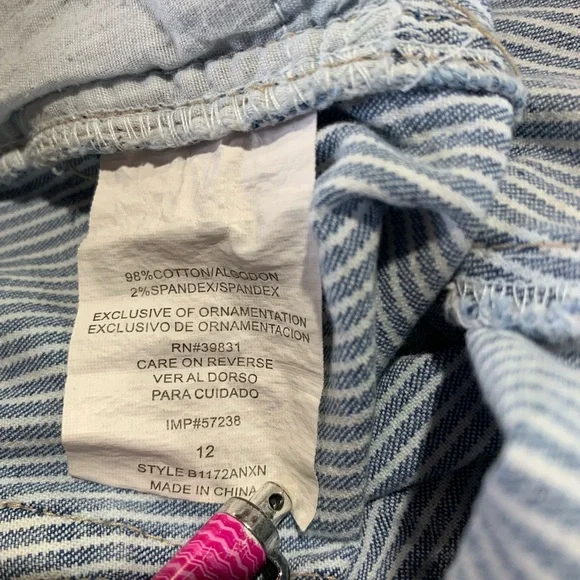 98%COTTON/ALGODON
2%SPANDEX/SPANDEX
EXCLUSIVE OF ORNAMENTATION
EXCLUSIVO DE ORNAMENTACION
RN#39831
CARE ON REVERSE
VER AL DORSO
PARA CUIDADO
IMP#57238
12
STYLE B1172ANXN
MADE IN CHINA